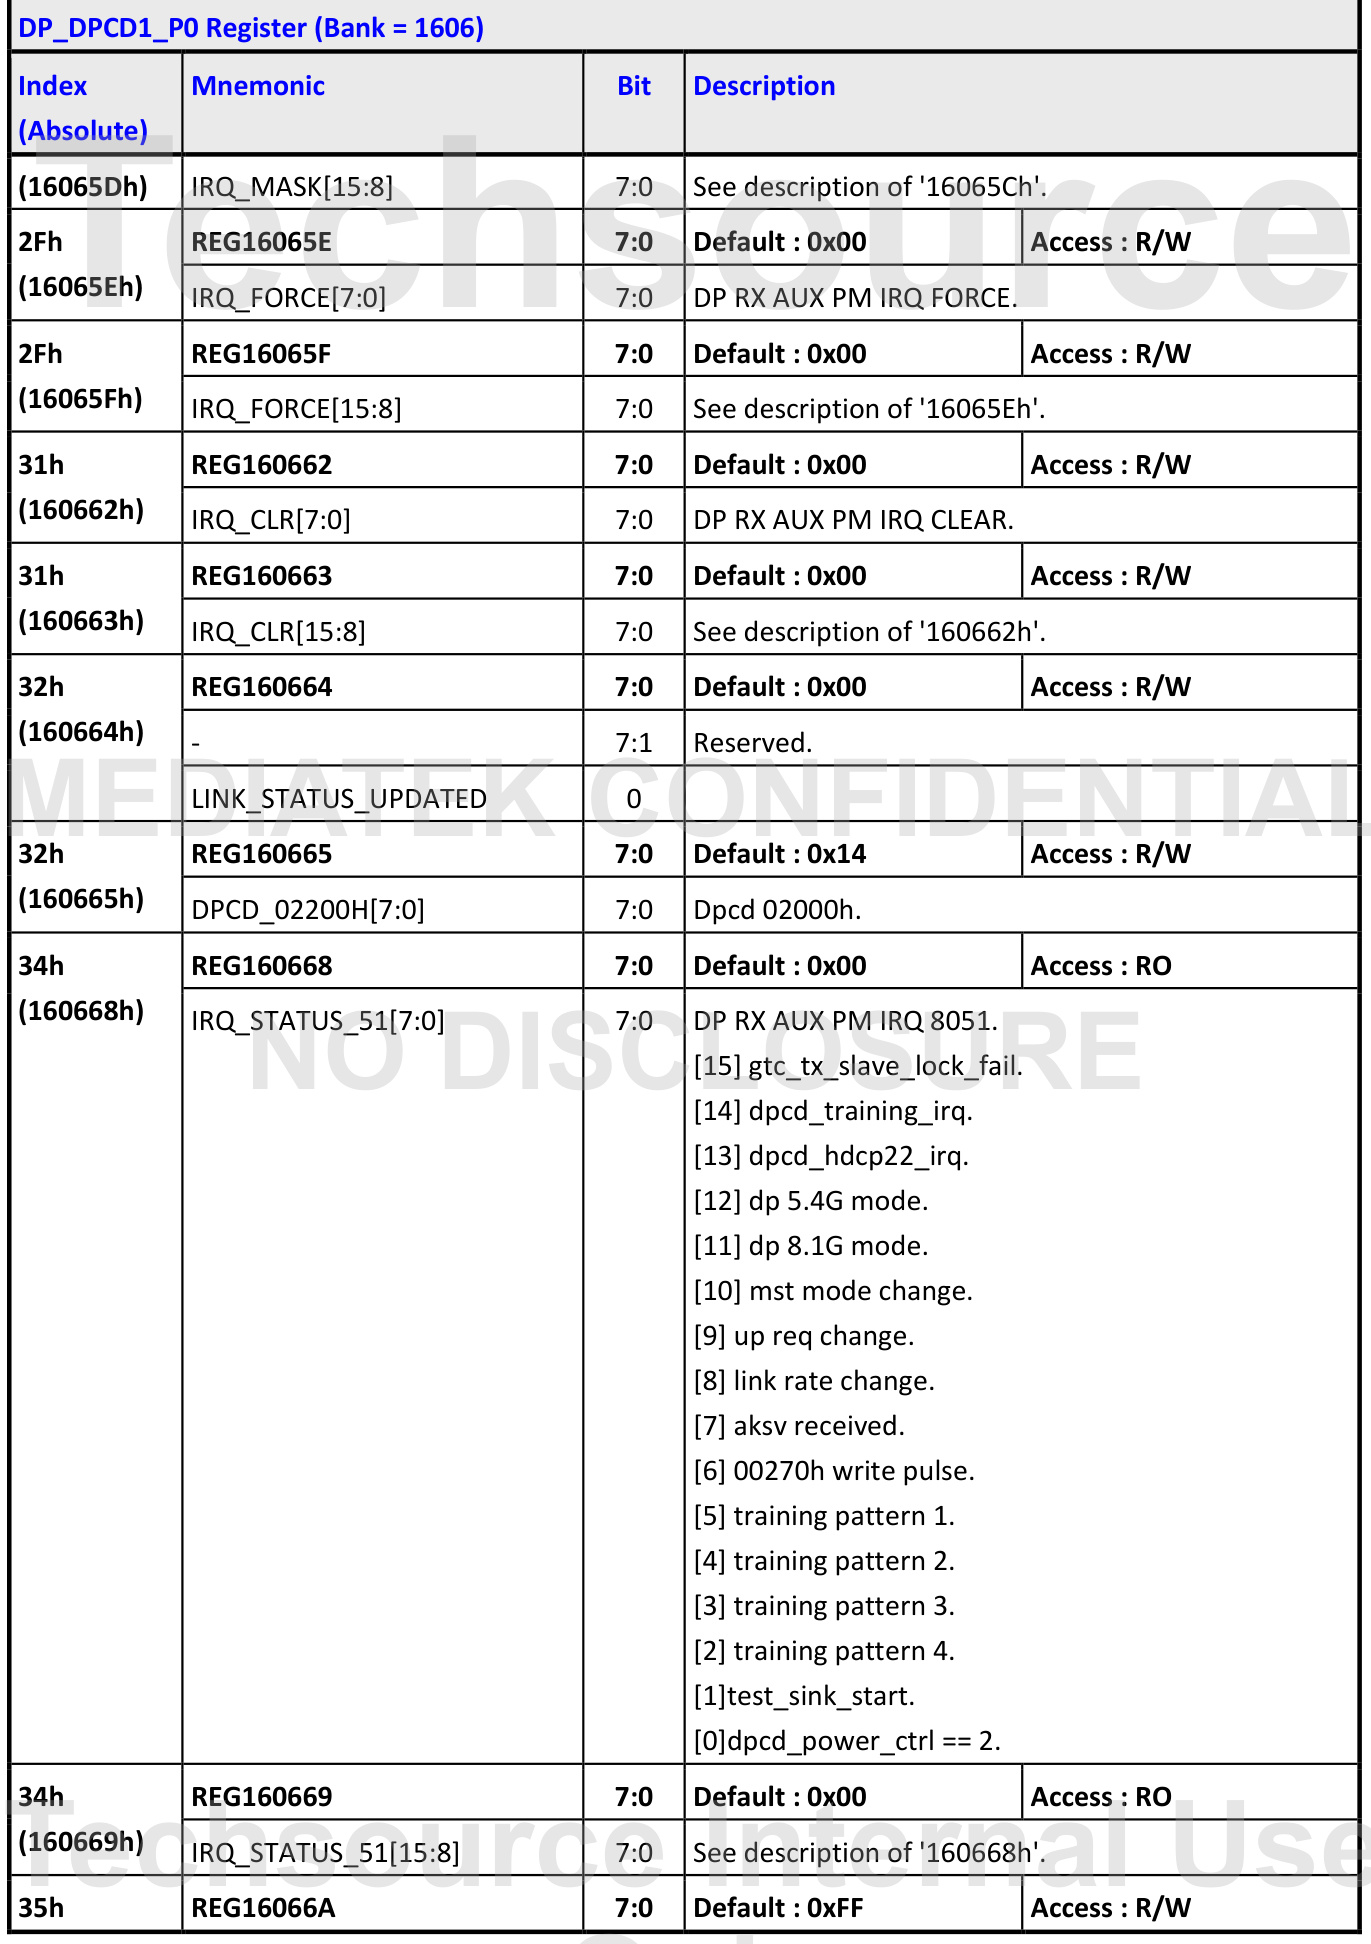 DP_DPCD1_P0 Register (Bank = 1606)
Index (Absolute) Mnemonic Bit Description
(16065Dh) IRQ_MASK[15:8] 7:0 See description of '16065Ch'.
2Fh REG16065E 7:0 Default : 0x00 Access : R/W
(16065Eh) IRQ_FORCE[7:0] 7:0 DP RX AUX PM IRQ FORCE.
2Fh REG16065F 7:0 Default : 0x00 Access : R/W
(16065Fh) IRQ_FORCE[15:8] 7:0 See description of '16065Eh'.
31h REG160662 7:0 Default : 0x00 Access : R/W
(160662h) IRQ_CLR[7:0] 7:0 DP RX AUX PM IRQ CLEAR.
31h REG160663 7:0 Default : 0x00 Access : R/W
(160663h) IRQ_CLR[15:8] 7:0 See description of '160662h'.
32h REG160664 7:0 Default : 0x00 Access : R/W
(160664h) - 7:1 Reserved.
LINK_STATUS_UPDATED 0
32h REG160665 7:0 Default : 0x14 Access : R/W
(160665h) DPCD_02200H[7:0] 7:0 Dpcd 02000h.
34h REG160668 7:0 Default : 0x00 Access : RO
(160668h) IRQ_STATUS_51[7:0] 7:0 DP RX AUX PM IRQ 8051.
[15] gtc_tx_slave_lock_fail.
[14] dpcd_training_irq.
[13] dpcd_hdcp22_irq.
[12] dp 5.4G mode.
[11] dp 8.1G mode.
[10] mst mode change.
[9] up req change.
[8] link rate change.
[7] aksv received.
[6] 00270h write pulse.
[5] training pattern 1.
[4] training pattern 2.
[3] training pattern 3.
[2] training pattern 4.
[1]test_sink_start.
[0]dpcd_power_ctrl == 2.
34h REG160669 7:0 Default : 0x00 Access : RO
(160669h) IRQ_STATUS_51[15:8] 7:0 See description of '160668h'.
35h REG16066A 7:0 Default : 0xFF Access : R/W
Techsource
MEDIATEK CONFIDENTIAL
NO DISCLOSURE
Techsource Internal Use